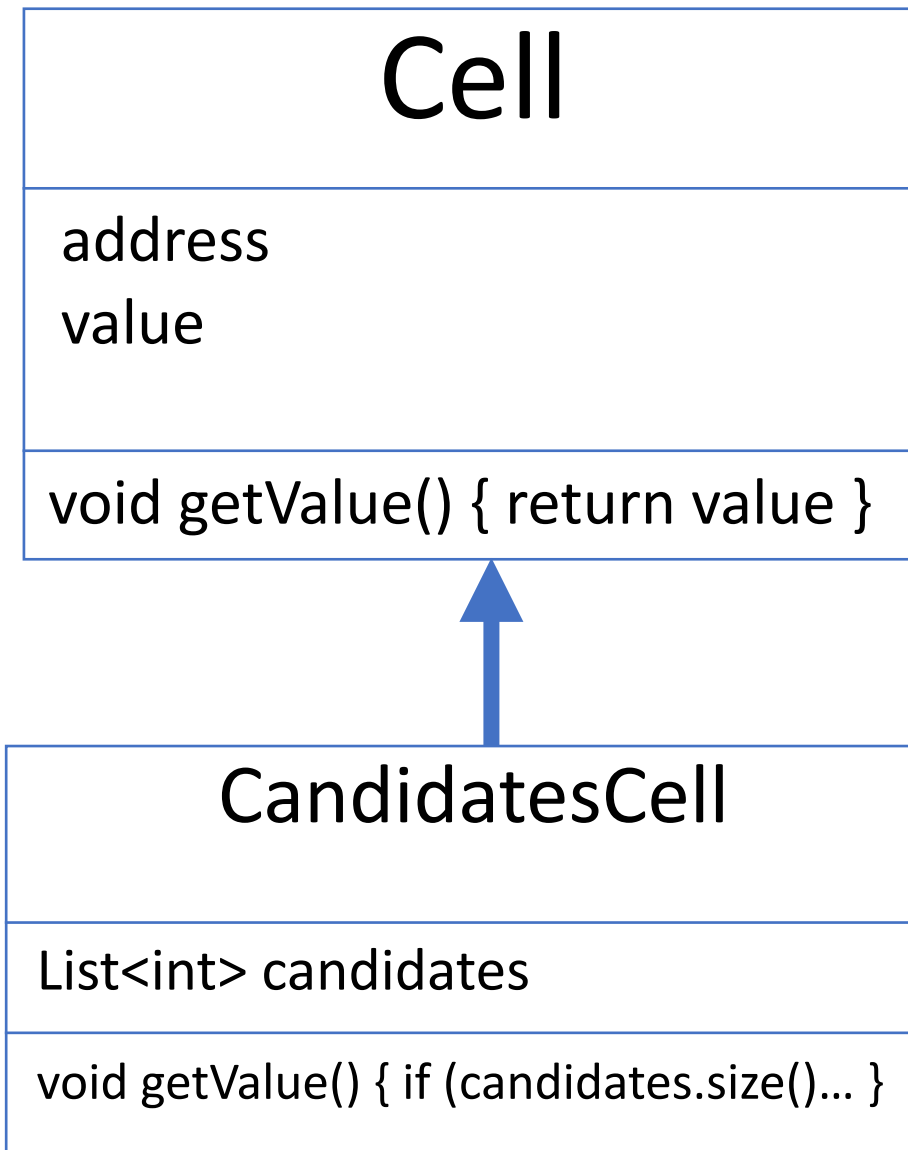 Cell
address
value
void getValue() { return value }
CandidatesCell
List<int> candidates
void getValue() { if (candidates.size()... }